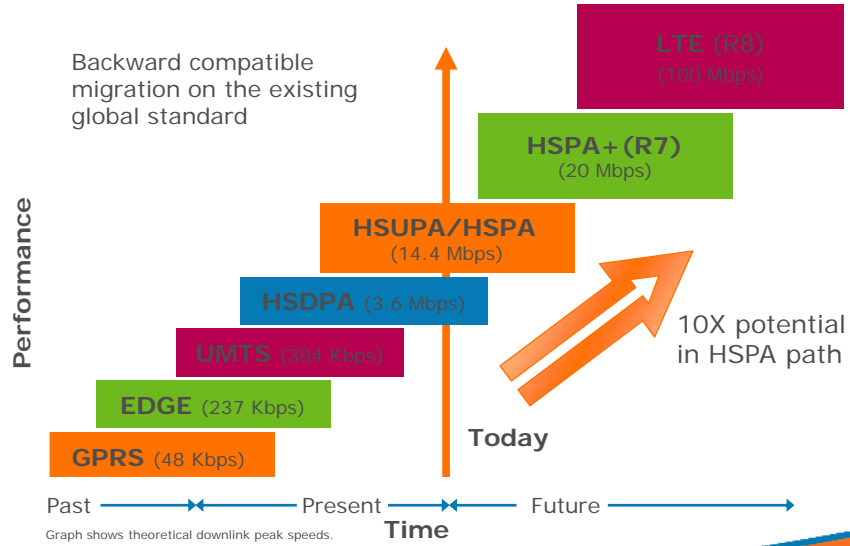 Backward compatible
migration on the existing
global standard
LTE (R8)
(100 Mbps)
HSPA+ (R7)
(20 Mbps)
HSUPA/HSPA
(14.4 Mbps)
HSDPA (3.6 Mbps)
UMTS (384 Kbps)
EDGE (237 Kbps)
GPRS (48 Kbps)
Performance
10X potential
in HSPA path
Today
Past
Present
Future
Time
Graph shows theoretical downlink peak speeds.